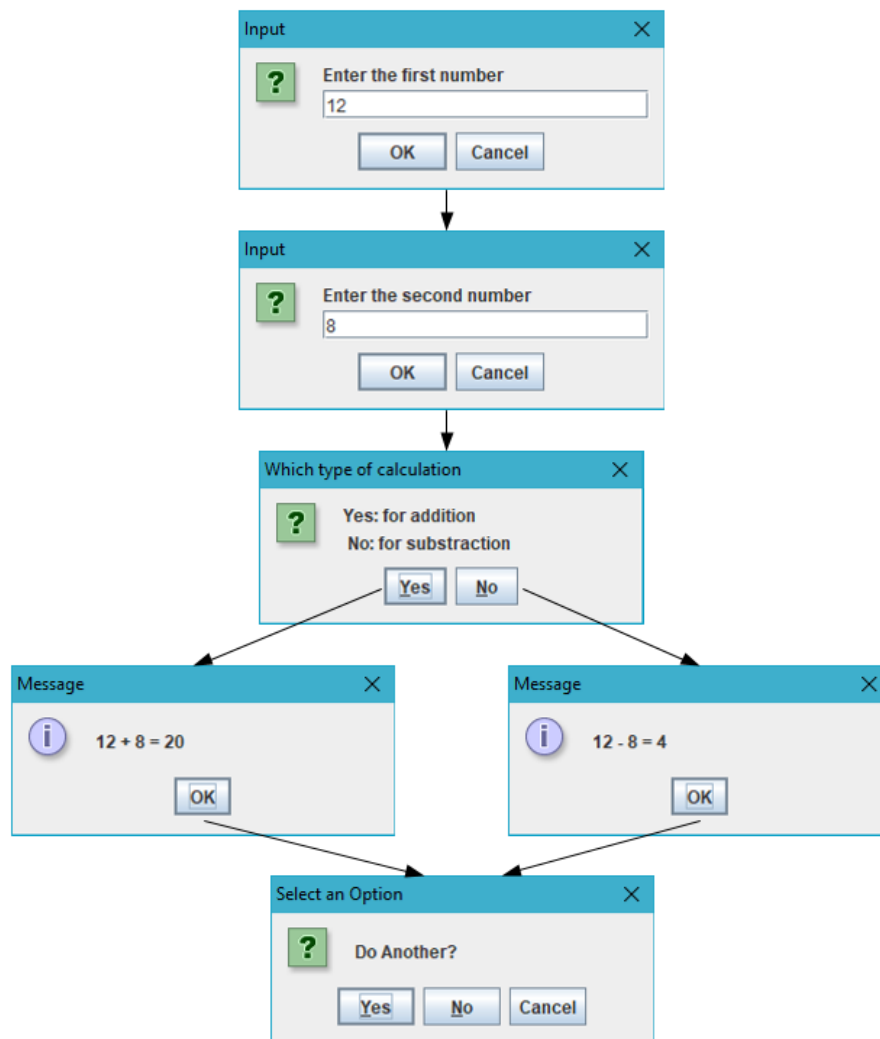 Input
Enter the first number
12
OK Cancel
Input
Enter the second number
8
OK Cancel
Which type of calculation
Yes: for addition
No: for substraction
Yes No
Message
12 + 8 = 20
OK
Message
12 - 8 = 4
OK
Select an Option
Do Another?
Yes No Cancel